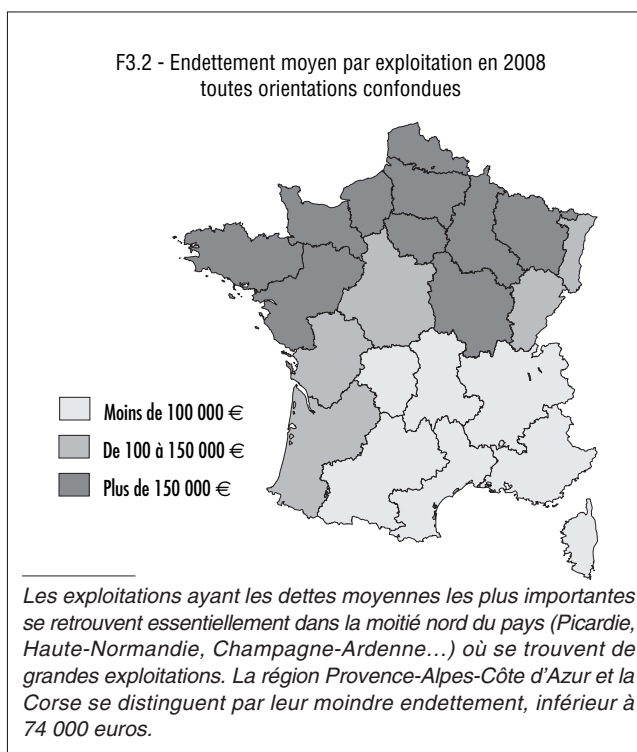 F3.2 - Endettement moyen par exploitation en 2008
toutes orientations confondues
Moins de 100 000 €
De 100 à 150 000 €
Plus de 150 000 €
Les exploitations ayant les dettes moyennes les plus importantes
se retrouvent essentiellement dans la moitié nord du pays (Picardie,
Haute-Normandie, Champagne-Ardenne…) où se trouvent de
grandes exploitations. La région Provence-Alpes-Côte d’Azur et la
Corse se distinguent par leur moindre endettement, inférieur à
74 000 euros.